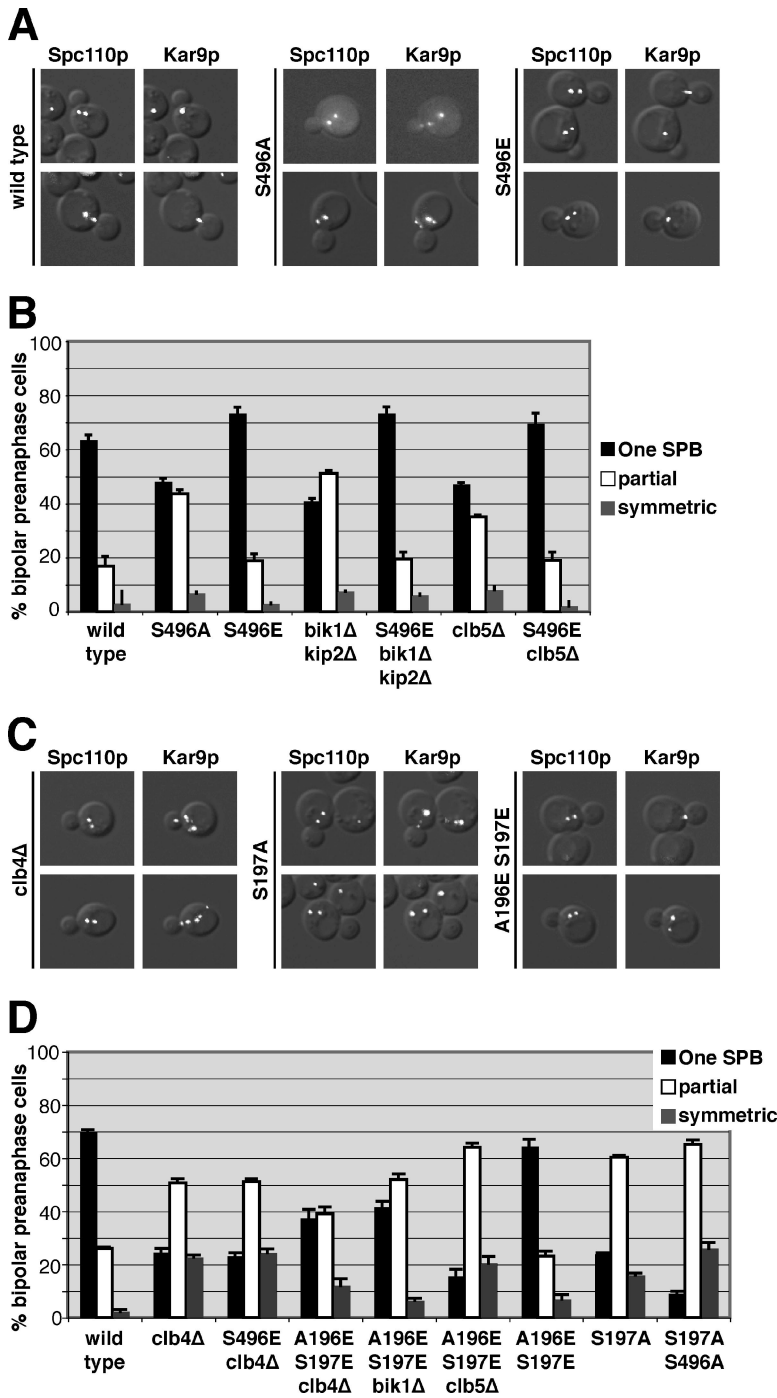 A
Spc110p Kar9p Spc110p Kar9p Spc110p Kar9p
wild type
S496A
S496E
B
% bipolar preanaphase cells
100
80
60
40
20
0
One SPB
partial
symmetric
wild type
S496A
S496E
bik1Δ kip2Δ
S496E bik1Δ kip2Δ
clb5Δ
S496E clb5Δ
C
Spc110p Kar9p Spc110p Kar9p Spc110p Kar9p
clb4Δ
S197A
A196E S197E
D
% bipolar preanaphase cells
100
80
60
40
20
0
One SPB
partial
symmetric
wild type
clb4Δ
S496E clb4Δ
A196E S197E clb4Δ
A196E S197E bik1Δ
A196E S197E clb5Δ
A196E S197E
S197A
S197A S496A